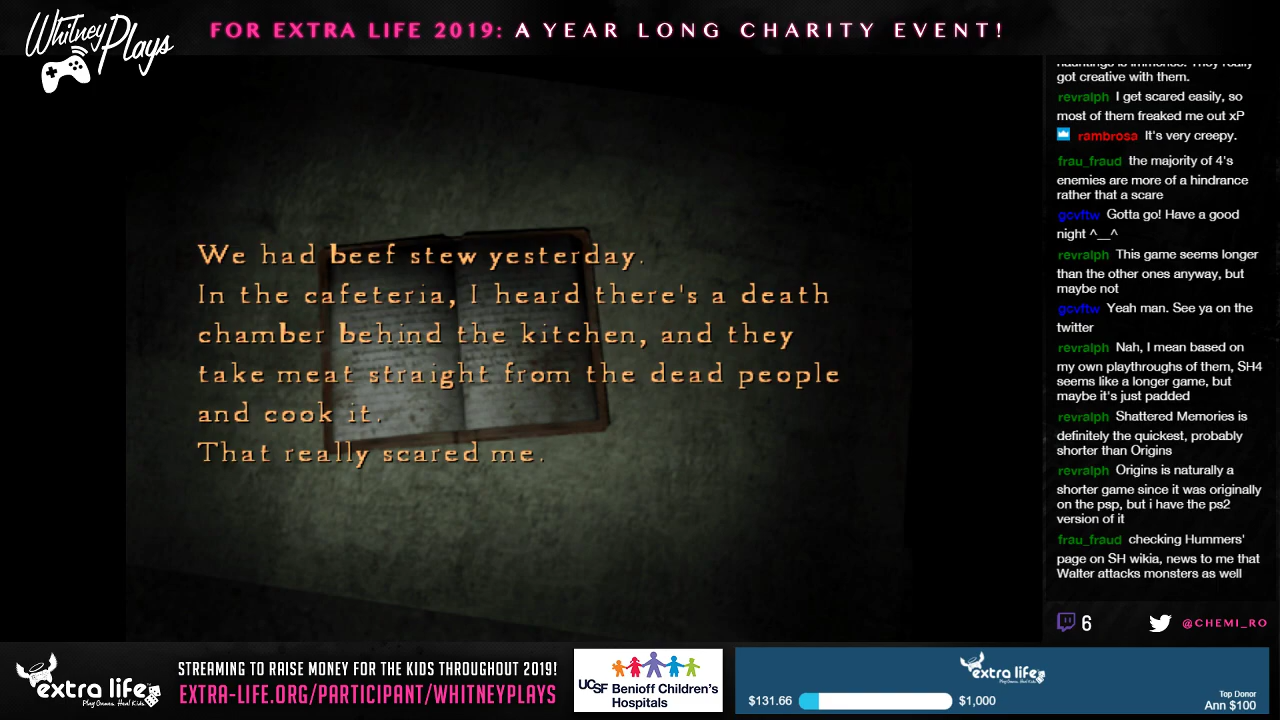 Whitney Plays
FOR EXTRA LIFE 2019: A YEAR LONG CHARITY EVENT!
We had beef stew yesterday.
In the cafeteria, I heard there's a death
chamber behind the kitchen, and they
take meat straight from the dead people
and cook it.
That really scared me.
got creative with them.
revralph I get scared easily, so
most of them freaked me out xP
rambrosa It's very creepy.
frau_fraud the majority of 4's
enemies are more of a hindrance
rather that a scare
gcvftw Gotta go! Have a good
night ^__^
revralph This game seems longer
than the other ones anyway, but
maybe not
gcvftw Yeah man. See ya on the
twitter
revralph Nah, I mean based on
my own playthroughs of them, SH4
seems like a longer game, but
maybe it's just padded
revralph Shattered Memories is
definitely the quickest, probably
shorter than Origins
revralph Origins is naturally a
shorter game since it was originally
on the psp, but i have the ps2
version of it
frau_fraud checking Hummers'
page on SH wikia, news to me that
Walter attacks monsters as well
6
@CHEMI_RO
extra life
Play Games. Heal Kids.
STREAMING TO RAISE MONEY FOR THE KIDS THROUGHOUT 2019!
EXTRA-LIFE.ORG/PARTICIPANT/WHITNEYPLAYS
UCSF Benioff Children's
Hospitals
extra life
Play Games. Heal Kids.
$131.66
$1,000
Top Donor
Ann $100